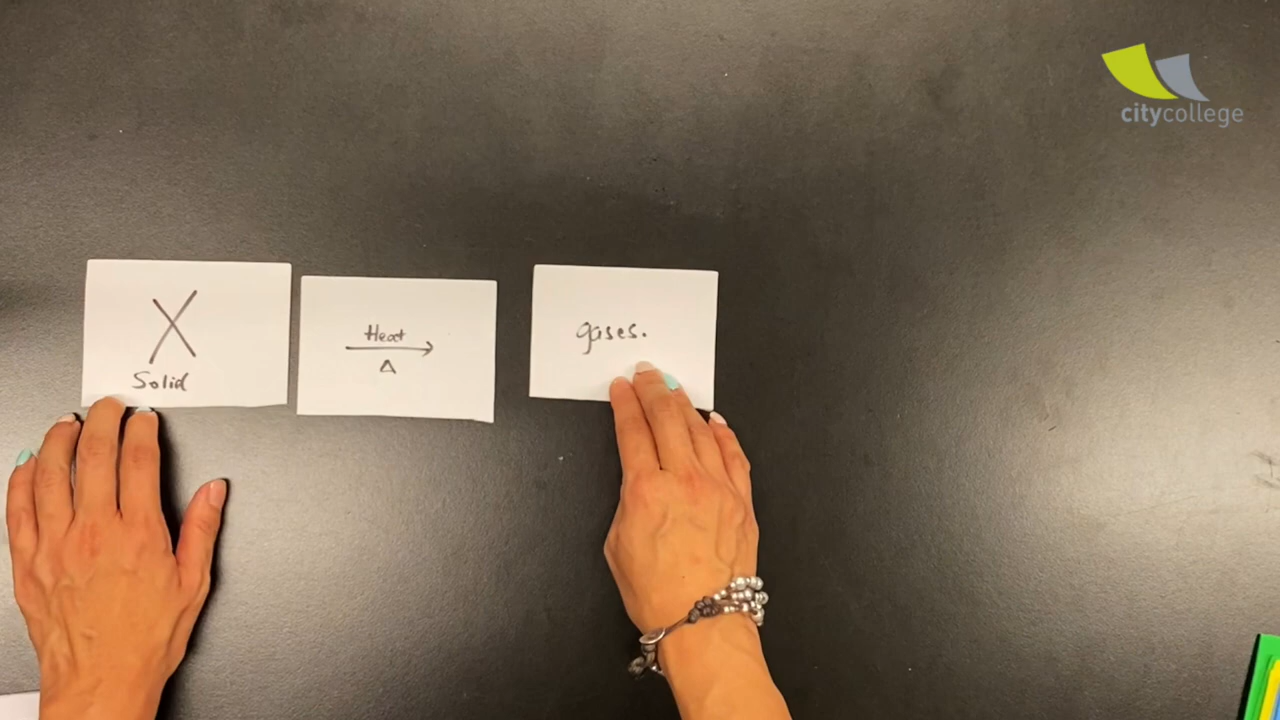 X
Solid
Heat
Δ
gases.
citycollege